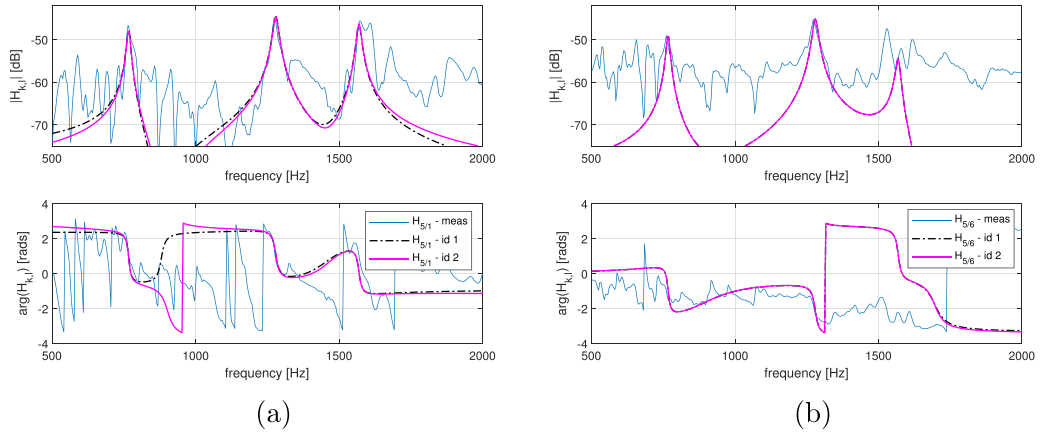 |H_{k,l}| [dB]
-50
-60
-70
500
1000
1500
2000
frequency [Hz]
|H_{k,l}| [dB]
-50
-60
-70
500
1000
1500
2000
frequency [Hz]
arg(H_{k,l}) [rads]
4
2
0
-2
-4
500
1000
1500
2000
frequency [Hz]
H_{5/1} - meas
H_{5/1} - id 1
H_{5/1} - id 2
arg(H_{k,l}) [rads]
4
2
0
-2
-4
500
1000
1500
2000
frequency [Hz]
H_{5/6} - meas
H_{5/6} - id 1
H_{5/6} - id 2
(a)
(b)